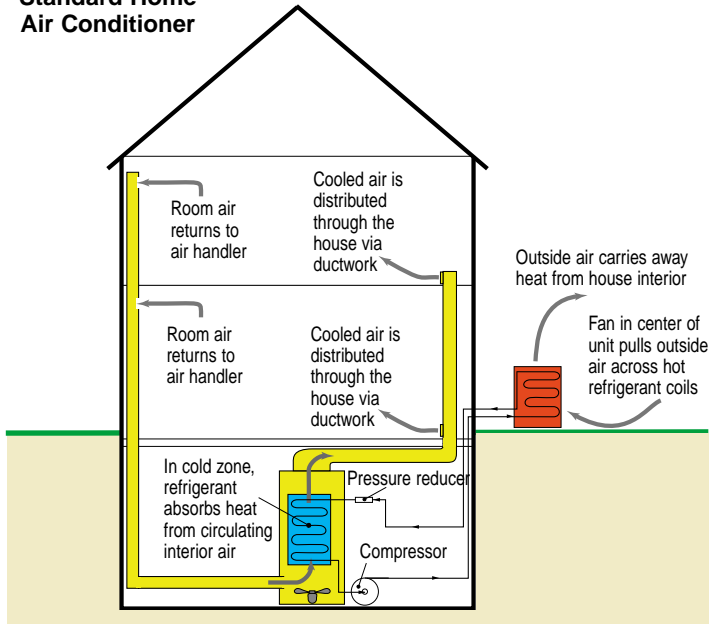 Standard Home
Air Conditioner
Room air
returns to
air handler
Cooled air is
distributed
through the
house via
ductwork
Outside air carries away
heat from house interior
Fan in center of
unit pulls outside
air across hot
refrigerant coils
Room air
returns to
air handler
Cooled air is
distributed
through the
house via
ductwork
In cold zone,
refrigerant
absorbs heat
from circulating
interior air
Pressure reducer
Compressor